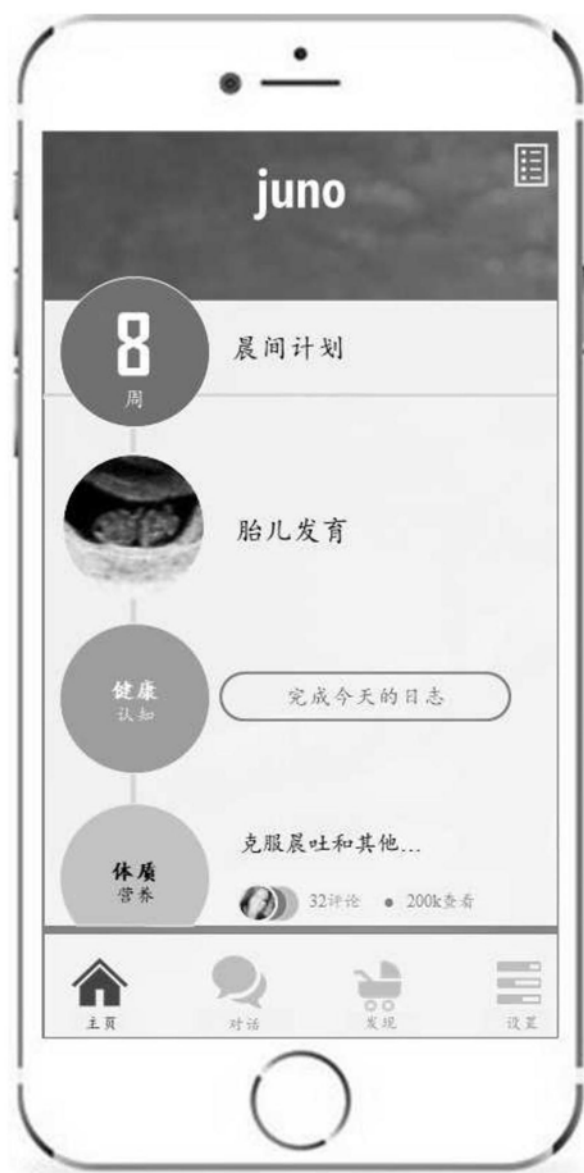 juno
8
周
晨间计划
胎儿发育
健康
认知
完成今天的日志
体质
营养
克服晨吐和其他...
32评论 ● 200k查看
主页 对话 发现 设置